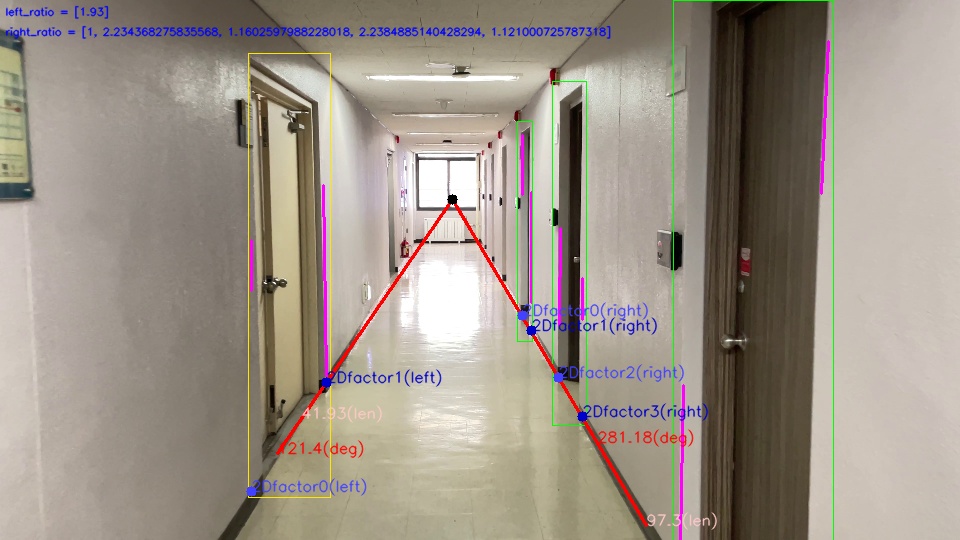 left_ratio = [1.93]
right_ratio = [1, 2.234368275835568, 1.1602597988228018, 2.2384885140428294, 1.121000725787318]
2Dfactor0(right)
2Dfactor1(right)
2Dfactor2(right)
2Dfactor1(left)
2Dfactor3(right)
41.93(len)
281.18(deg)
421.4(deg)
2Dfactor0(left)
97.3(len)